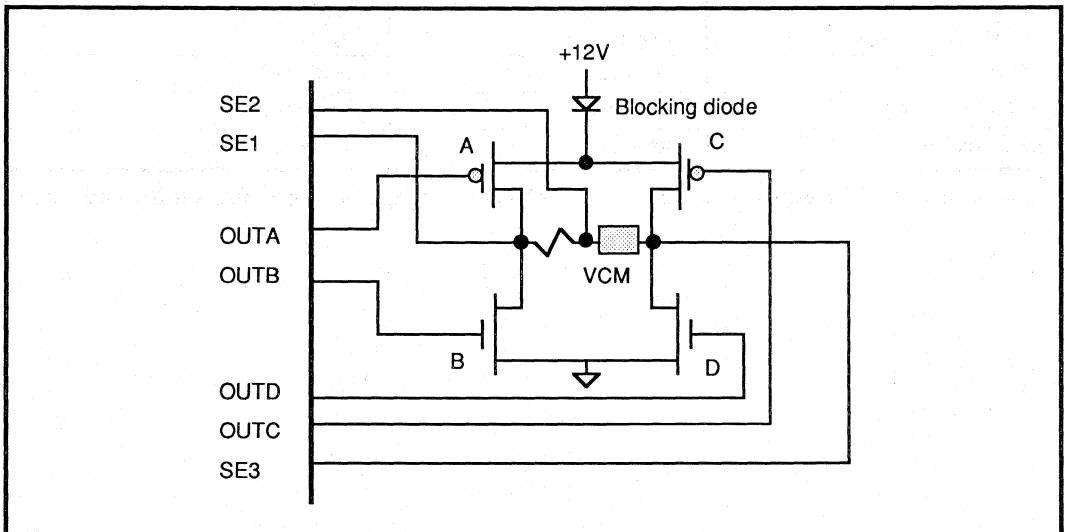 +12V
Blocking diode
SE2
SE1
A
C
OUTA
OUTB
VCM
B
D
OUTD
OUTC
SE3